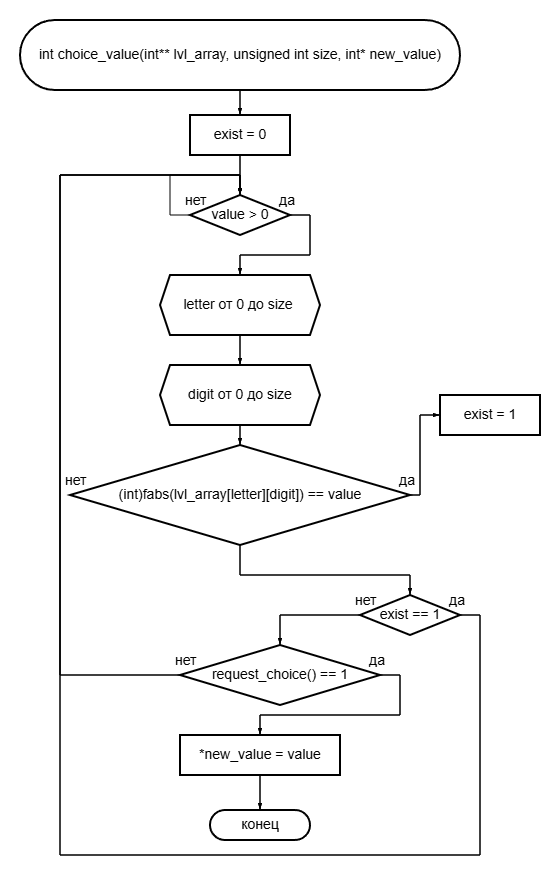 int choice_value(int** lvl_array, unsigned int size, int* new_value)
exist = 0
нет
да
value > 0
letter от 0 до size
digit от 0 до size
exist = 1
нет
да
(int)fabs(lvl_array[letter][digit]) == value
нет
да
exist == 1
нет
да
request_choice() == 1
*new_value = value
конец